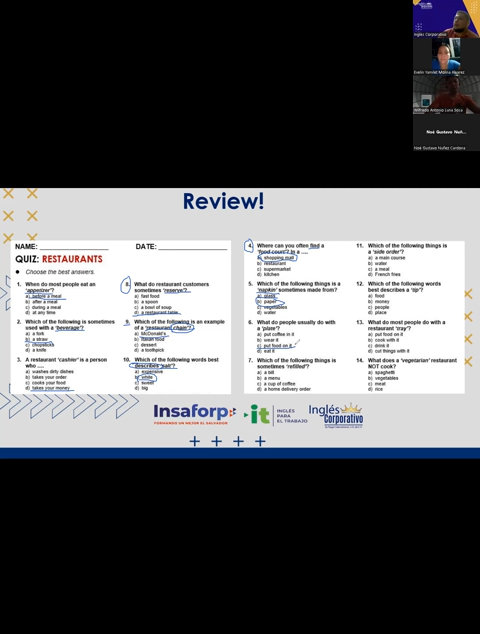 Inglés Corporativo
Evelin Yamilet Molina Alvarez
Wilfredo Antonio Luna Seca
Noé Gustavo Nuñ...
Noé Gustavo Nuñez Cardona
Review!
NAME: DATE:
QUIZ: RESTAURANTS
Choose the best answers.
1. When do most people eat an
'appetizer'?
a) before a meal
b) after a meal
c) during a meal
d) at any time
2. Which of the following is sometimes
used with a 'beverage'?
a) a fork
b) a straw
c) chopsticks
d) a knife
3. A restaurant 'cashier' is a person
who ....
a) washes dirty dishes
b) takes your order
c) cooks your food
d) takes your money
8. What do restaurant customers
sometimes 'reserve'?
a) fast food
b) a spoon
c) a bowl of soup
d) a restaurant table
9. Which of the following is an example
of a 'restaurant chain'?
a) McDonald's
b) Italian food
c) dessert
d) a toothpick
10. Which of the following words best
describes 'salt'?
a) expensive
b) white
c) sweet
d) big
4. Where can you often find a
'food court'? In a ....
a) shopping mall
b) restaurant
c) supermarket
d) kitchen
5. Which of the following things is a
'napkin' sometimes made from?
a) glass
b) paper
c) vegetables
d) water
6. What do people usually do with
a 'plate'?
a) put coffee in it
b) wear it
c) put food on it
d) eat it
7. Which of the following things is
sometimes 'refilled'?
a) a bill
b) a menu
c) a cup of coffee
d) a home delivery order
11. Which of the following things is
a 'side order'?
a) a main course
b) water
c) a meal
d) French fries
12. Which of the following words
best describes a 'tip'?
a) food
b) money
c) people
d) place
13. What do most people do with a
restaurant 'tray'?
a) put food on it
b) cook with it
c) drink it
d) cut things with it
14. What does a 'vegetarian' restaurant
NOT cook?
a) spaghetti
b) vegetables
c) meat
d) rice
Insaforp
FORMANDO UN MEJOR EL SALVADOR
it
INGLÉS
PARA
EL TRABAJO
Inglés
Corporativo